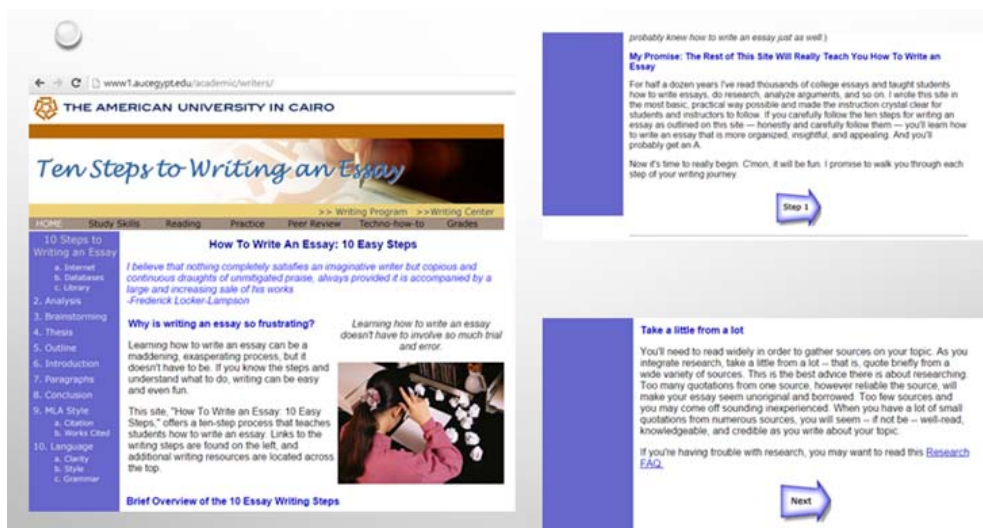 www1.aucegypt.edu/academic/writers/
THE AMERICAN UNIVERSITY IN CAIRO
Ten Steps to Writing an Essay
>> Writing Program >>Writing Center
HOME Study Skills Reading Practice Peer Review Techno-how-to Grades
10 Steps to
Writing an Essay
a. Internet
b. Databases
c. Library
2. Analysis
3. Brainstorming
4. Thesis
5. Outline
6. Introduction
7. Paragraphs
8. Conclusion
9. MLA Style
a. Citation
b. Works Cited
10. Language
a. Clarity
b. Style
c. Grammar
How To Write An Essay: 10 Easy Steps
I believe that nothing completely satisfies an imaginative writer but copious and
continuous draughts of unmitigated praise, always provided it is accompanied by a
large and increasing sale of his works
-Frederick Locker-Lampson
Why is writing an essay so frustrating?
Learning how to write an essay can be a
maddening, exasperating process, but it
doesn't have to be. If you know the steps and
understand what to do, writing can be easy
and even fun.
This site, "How To Write an Essay: 10 Easy
Steps," offers a ten-step process that teaches
students how to write an essay. Links to the
writing steps are found on the left, and
additional writing resources are located across
the top.
Learning how to write an essay
doesn't have to involve so much trial
and error.
Brief Overview of the 10 Essay Writing Steps
probably knew how to write an essay just as well.)
My Promise: The Rest of This Site Will Really Teach You How To Write an
Essay
For half a dozen years I've read thousands of college essays and taught students
how to write essays, do research, analyze arguments, and so on. I wrote this site in
the most basic, practical way possible and made the instruction crystal clear for
students and instructors to follow. If you carefully follow the ten steps for writing an
essay as outlined on this site — honestly and carefully follow them — you'll learn how
to write an essay that is more organized, insightful, and appealing. And you'll
probably get an A.
Now it's time to really begin. C'mon, it will be fun. I promise to walk you through each
step of your writing journey.
Step 1
Take a little from a lot
You'll need to read widely in order to gather sources on your topic. As you
integrate research, take a little from a lot -- that is, quote briefly from a
wide variety of sources. This is the best advice there is about researching.
Too many quotations from one source, however reliable the source, will
make your essay seem unoriginal and borrowed. Too few sources and
you may come off sounding inexperienced. When you have a lot of small
quotations from numerous sources, you will seem -- if not be -- well-read,
knowledgeable, and credible as you write about your topic.
If you're having trouble with research, you may want to read this Research
FAQ.
Next